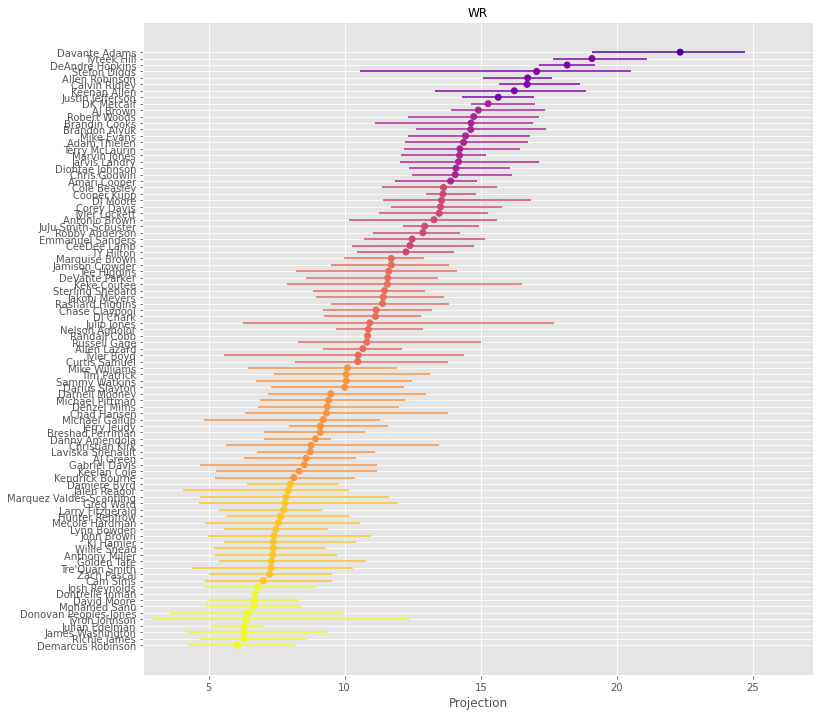 WR
Davante Adams
Tyreek Hill
DeAndre Hopkins
Stefon Diggs
Allen Robinson
Calvin Ridley
Keenan Allen
Justin Jefferson
DK Metcalf
AJ Brown
Robert Woods
Brandin Cooks
Brandon Aiyuk
Mike Evans
Adam Thielen
Terry McLaurin
Marvin Jones
Jarvis Landry
Diontae Johnson
Chris Godwin
Amari Cooper
Cole Beasley
Cooper Kupp
DJ Moore
Corey Davis
Tyler Lockett
Antonio Brown
JuJu Smith-Schuster
Robby Anderson
Emmanuel Sanders
CeeDee Lamb
TY Hilton
Marquise Brown
Jamison Crowder
Tee Higgins
DeVante Parker
Keke Coutee
Sterling Shepard
Jakobi Meyers
Rashard Higgins
Chase Claypool
DJ Chark
Julio Jones
Nelson Agholor
Randall Cobb
Russell Gage
Allen Lazard
Tyler Boyd
Curtis Samuel
Mike Williams
Tim Patrick
Sammy Watkins
Darius Slayton
Darnell Mooney
Michael Pittman
Denzel Mims
Chad Hansen
Michael Gallup
Jerry Jeudy
Breshad Perriman
Danny Amendola
Christian Kirk
Laviska Shenault
AJ Green
Gabriel Davis
Keelan Cole
Kendrick Bourne
Damiere Byrd
Jalen Reagor
Marquez Valdes-Scantling
Greg Ward
Larry Fitzgerald
Hunter Renfrow
Mecole Hardman
Lynn Bowden
John Brown
KJ Hamler
Willie Snead
Anthony Miller
Golden Tate
Tre'Quan Smith
Zach Pascal
Cam Sims
Josh Reynolds
Dontrelle Inman
David Moore
Mohamed Sanu
Donovan Peoples-Jones
Tyron Johnson
Julian Edelman
James Washington
Richie James
Demarcus Robinson
5 10 15 20 25
Projection